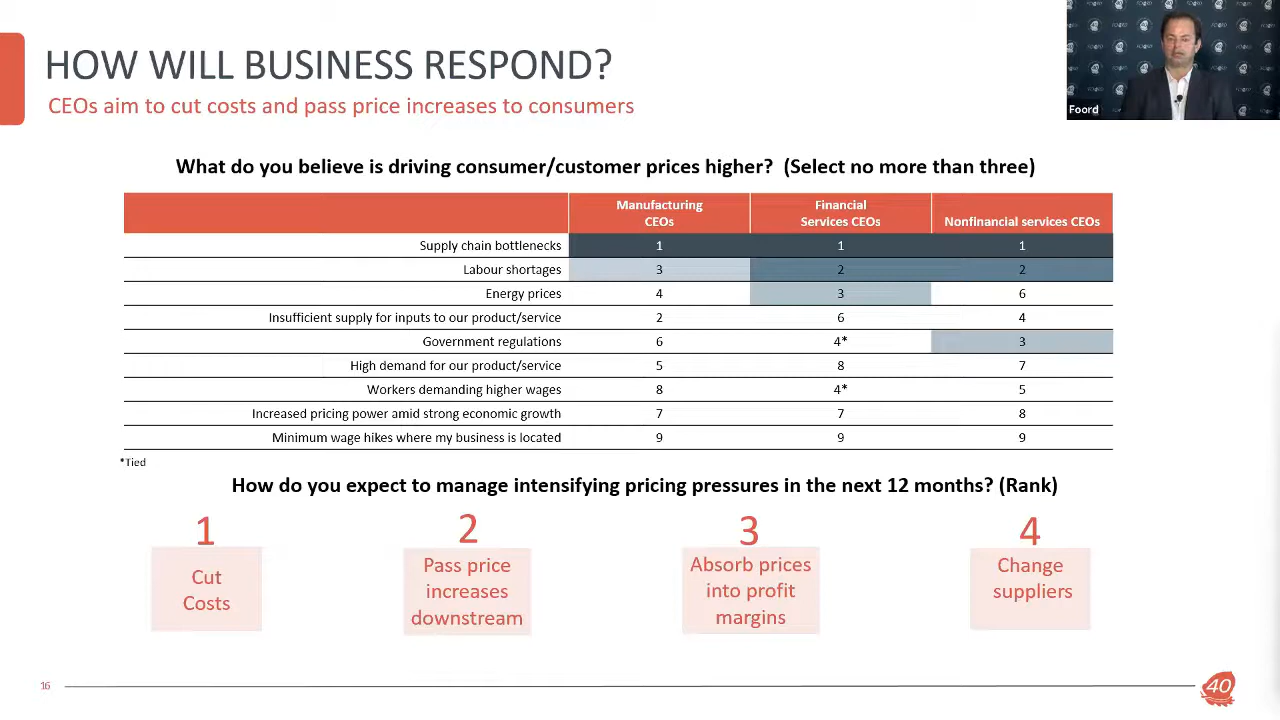 HOW WILL BUSINESS RESPOND?
CEOs aim to cut costs and pass price increases to consumers
Foord
What do you believe is driving consumer/customer prices higher? (Select no more than three)
Manufacturing CEOs Financial Services CEOs Nonfinancial services CEOs
Supply chain bottlenecks 1 1 1
Labour shortages 3 2 2
Energy prices 4 3 6
Insufficient supply for inputs to our product/service 2 6 4
Government regulations 6 4* 3
High demand for our product/service 5 8 7
Workers demanding higher wages 8 4* 5
Increased pricing power amid strong economic growth 7 7 8
Minimum wage hikes where my business is located 9 9 9
*Tied
How do you expect to manage intensifying pricing pressures in the next 12 months? (Rank)
1 2 3 4
Cut
Costs
Pass price
increases
downstream
Absorb prices
into profit
margins
Change
suppliers
16
40